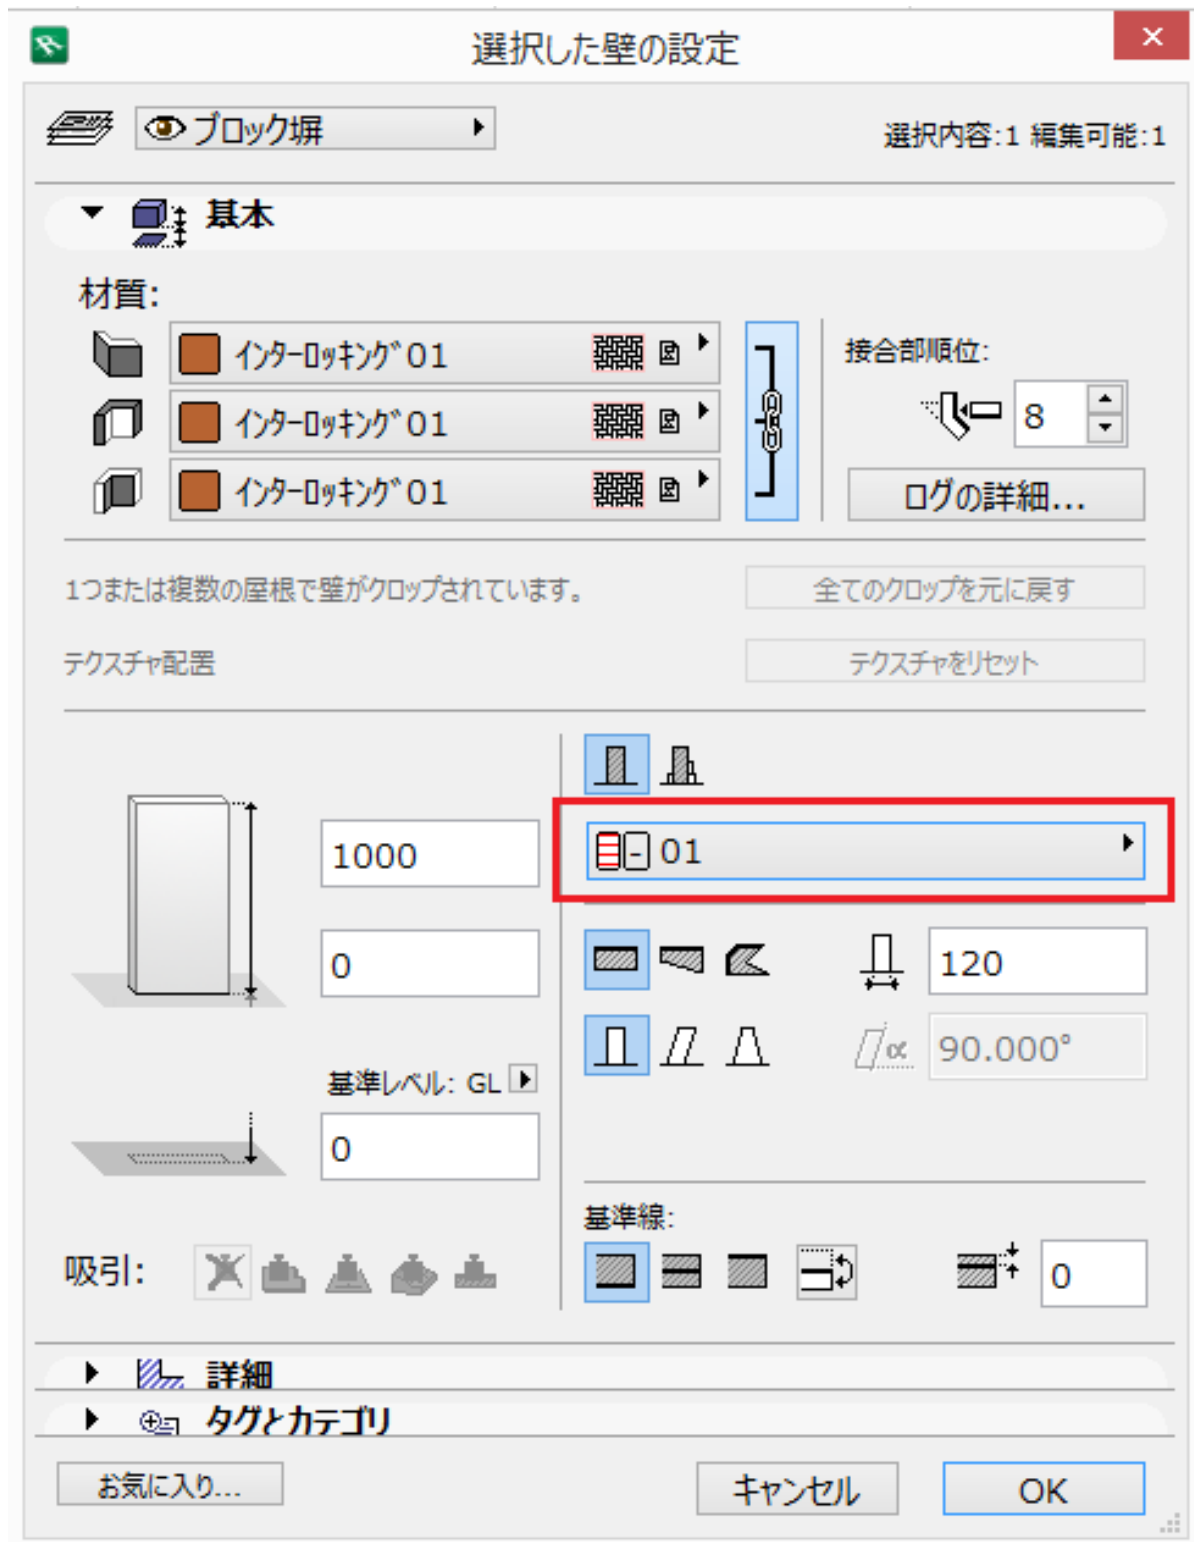 選択した壁の設定
ブロック塀
選択内容:1 編集可能:1
基本
材質:
インターロッキング゛01
インターロッキング゛01
インターロッキング゛01
接合部順位:
8
ログの詳細...
1つまたは複数の屋根で壁がクロップされています。
全てのクロップを元に戻す
テクスチャ配置
テクスチャをリセット
1000
01
0
120
α 90.000°
基準レベル: GL
0
基準線:
吸引:
0
詳細
タグとカテゴリ
お気に入り...
キャンセル
OK